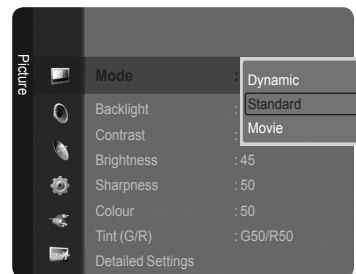 Picture
Mode : Dynamic
Standard
Movie
Backlight :
Contrast :
Brightness : 45
Sharpness : 50
Colour : 50
Tint (G/R) : G50/R50
Detailed Settings